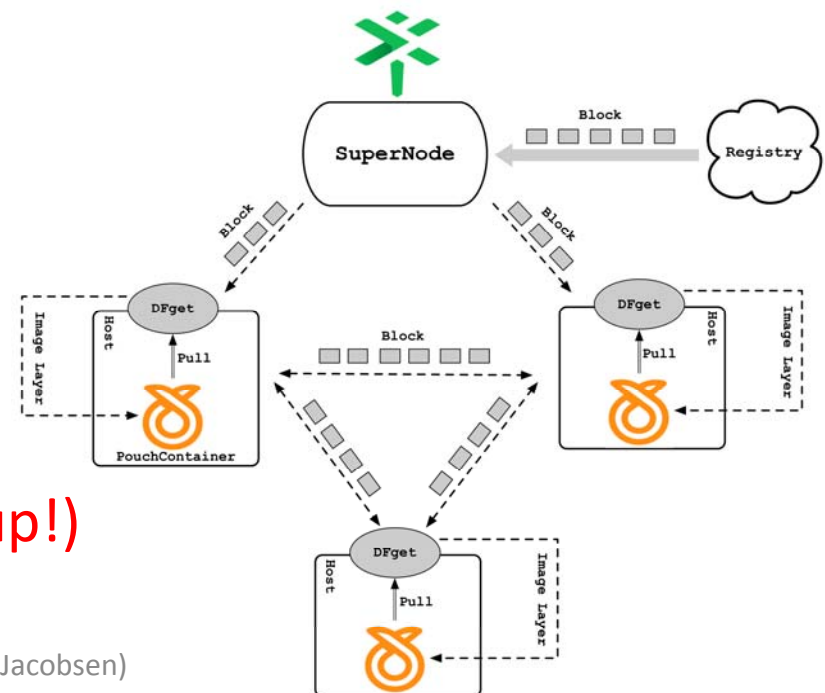 Block
SuperNode
Registry
Block
Block
DFget
DFget
Image Layer
Host
Pull
Block
Host
Pull
Image Layer
PouchContainer
up!)
DFget
Host
Pull
Image Layer
Jacobsen)